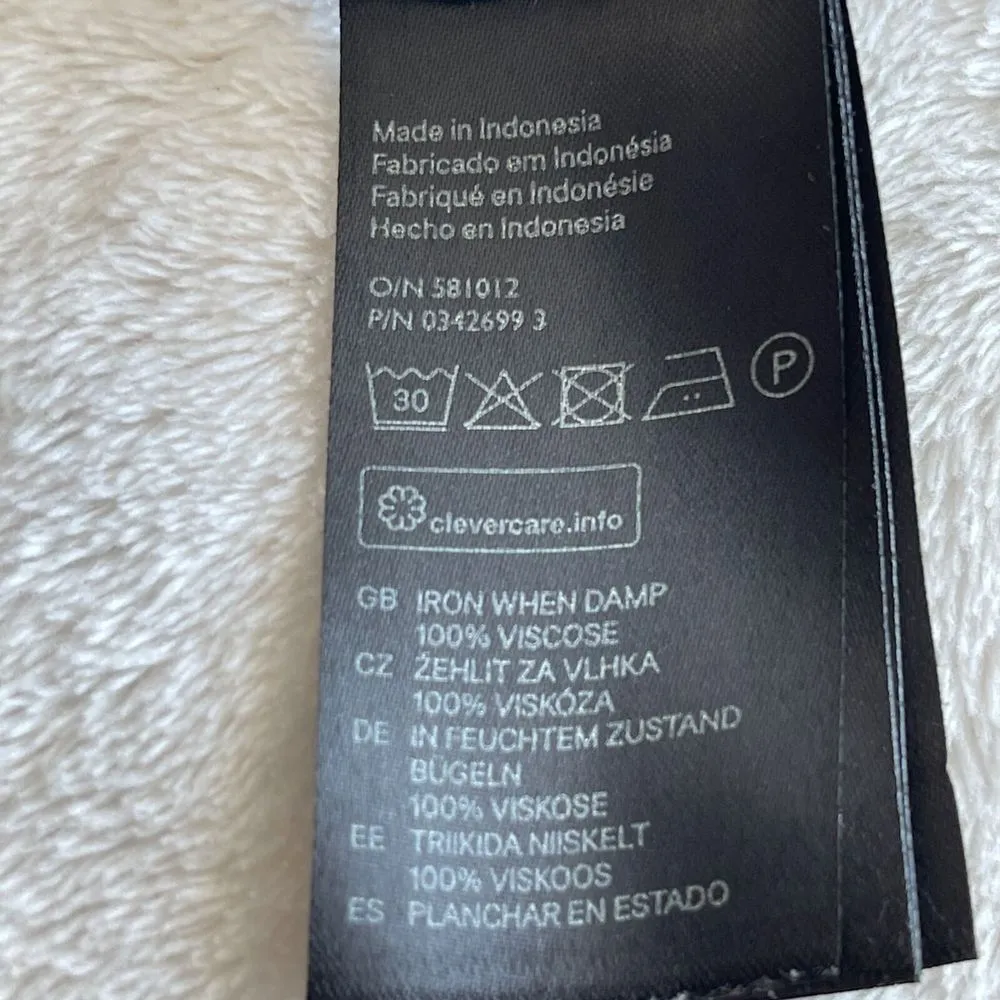 Made in Indonesia
Fabricado em Indonésia
Fabriqué en Indonésie
Hecho en Indonesia
O/N 581012
P/N 0342699 3
30
P
clevercare.info
GB IRON WHEN DAMP
100% VISCOSE
CZ ŽEHLIT ZA VLHKA
100% VISKÓZA
DE IN FEUCHTEM ZUSTAND
BÜGELN
100% VISKOSE
EE TRIIKIDA NIISKELT
100% VISKOOS
ES PLANCHAR EN ESTADO